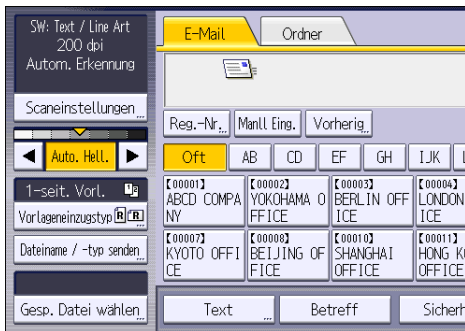 SW: Text / Line Art
200 dpi
Autom. Erkennung
Scaneinstellungen
Auto. Hell.
1-seit. Vorl.
Vorlageneinzugstyp R R
Dateiname / -typ senden
Gesp. Datei wählen
E-Mail Ordner
Reg.-Nr. Manll Eing. Vorherig.
Oft AB CD EF GH IJK L
[00001] [00002] [00003] [00004]
ABCD COMPA YOKOHAMA O BERLIN OFF LONDON
NY FFICE ICE ICE
[00007] [00008] [00010] [00011]
KYOTO OFFI BEIJING OF SHANGHAI HONG K
CE FICE OFFICE OFFICE
Text Betreff Sicherh